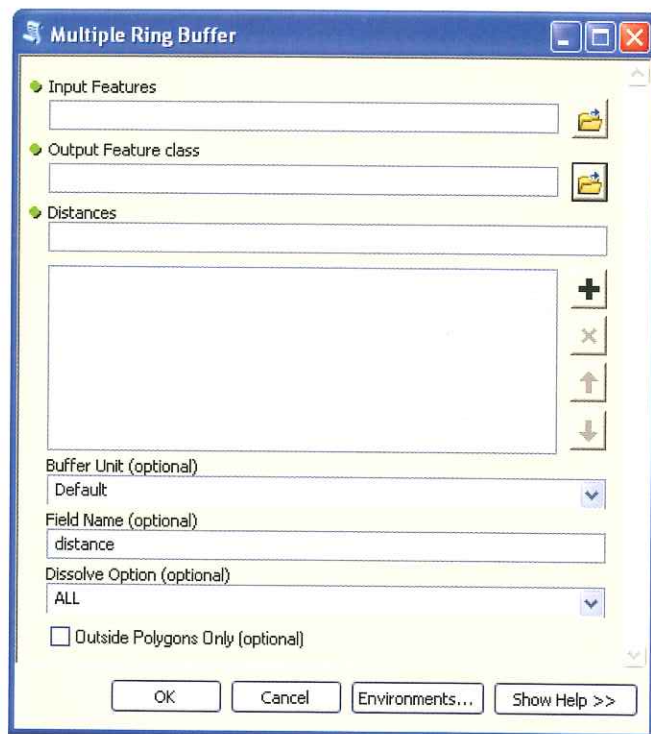 Multiple Ring Buffer
Input Features
Output Feature class
Distances
Buffer Unit (optional)
Default
Field Name (optional)
distance
Dissolve Option (optional)
ALL
Outside Polygons Only (optional)
OK Cancel Environments... Show Help >>